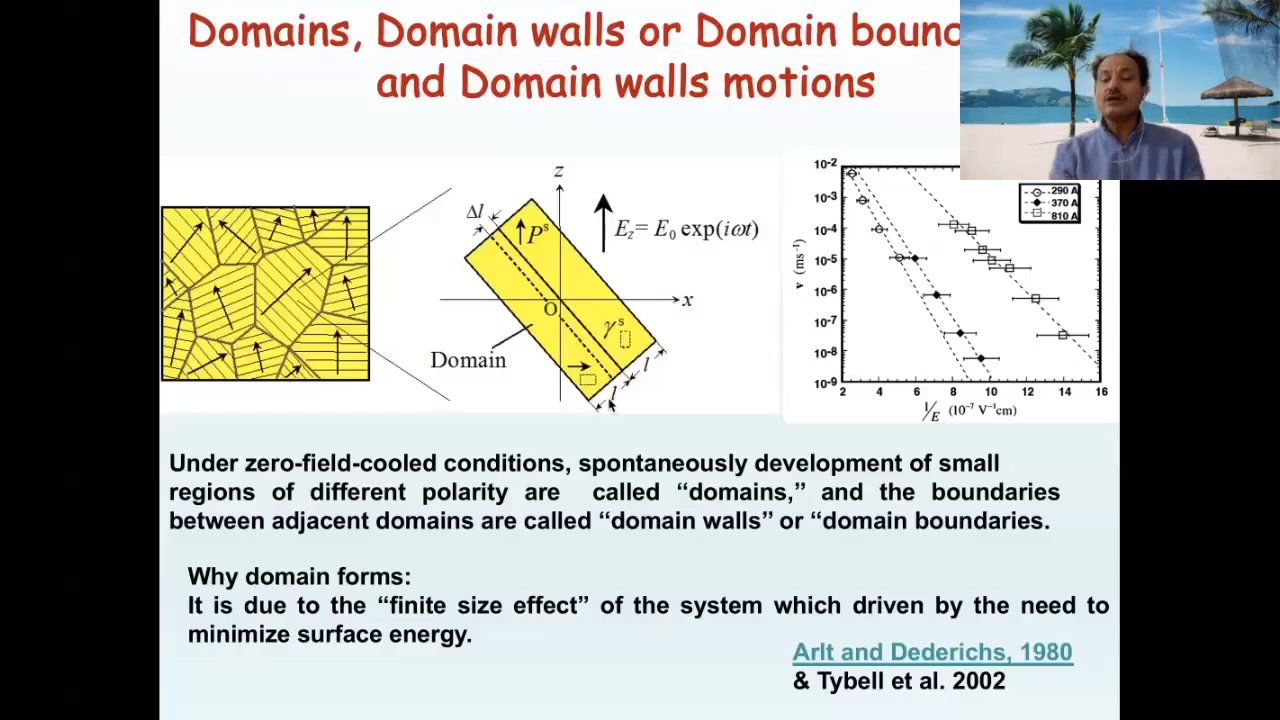 Domains, Domain walls or Domain bounc
and Domain walls motions
z
Δl
Pˢ
E_z= E₀ exp(iωt)
x
O
γˢ
Domain
l
l
10⁻²
10⁻³
10⁻⁴
10⁻⁵
10⁻⁶
10⁻⁷
10⁻⁸
10⁻⁹
v (ms⁻¹)
290 A
370 A
810 A
2 4 6 8 10 12 14 16
1/E (10⁻⁷ V⁻¹cm)
Under zero-field-cooled conditions, spontaneously development of small
regions of different polarity are called “domains,” and the boundaries
between adjacent domains are called “domain walls” or “domain boundaries.
Why domain forms:
It is due to the “finite size effect” of the system which driven by the need to
minimize surface energy.
Arlt and Dederichs, 1980
& Tybell et al. 2002